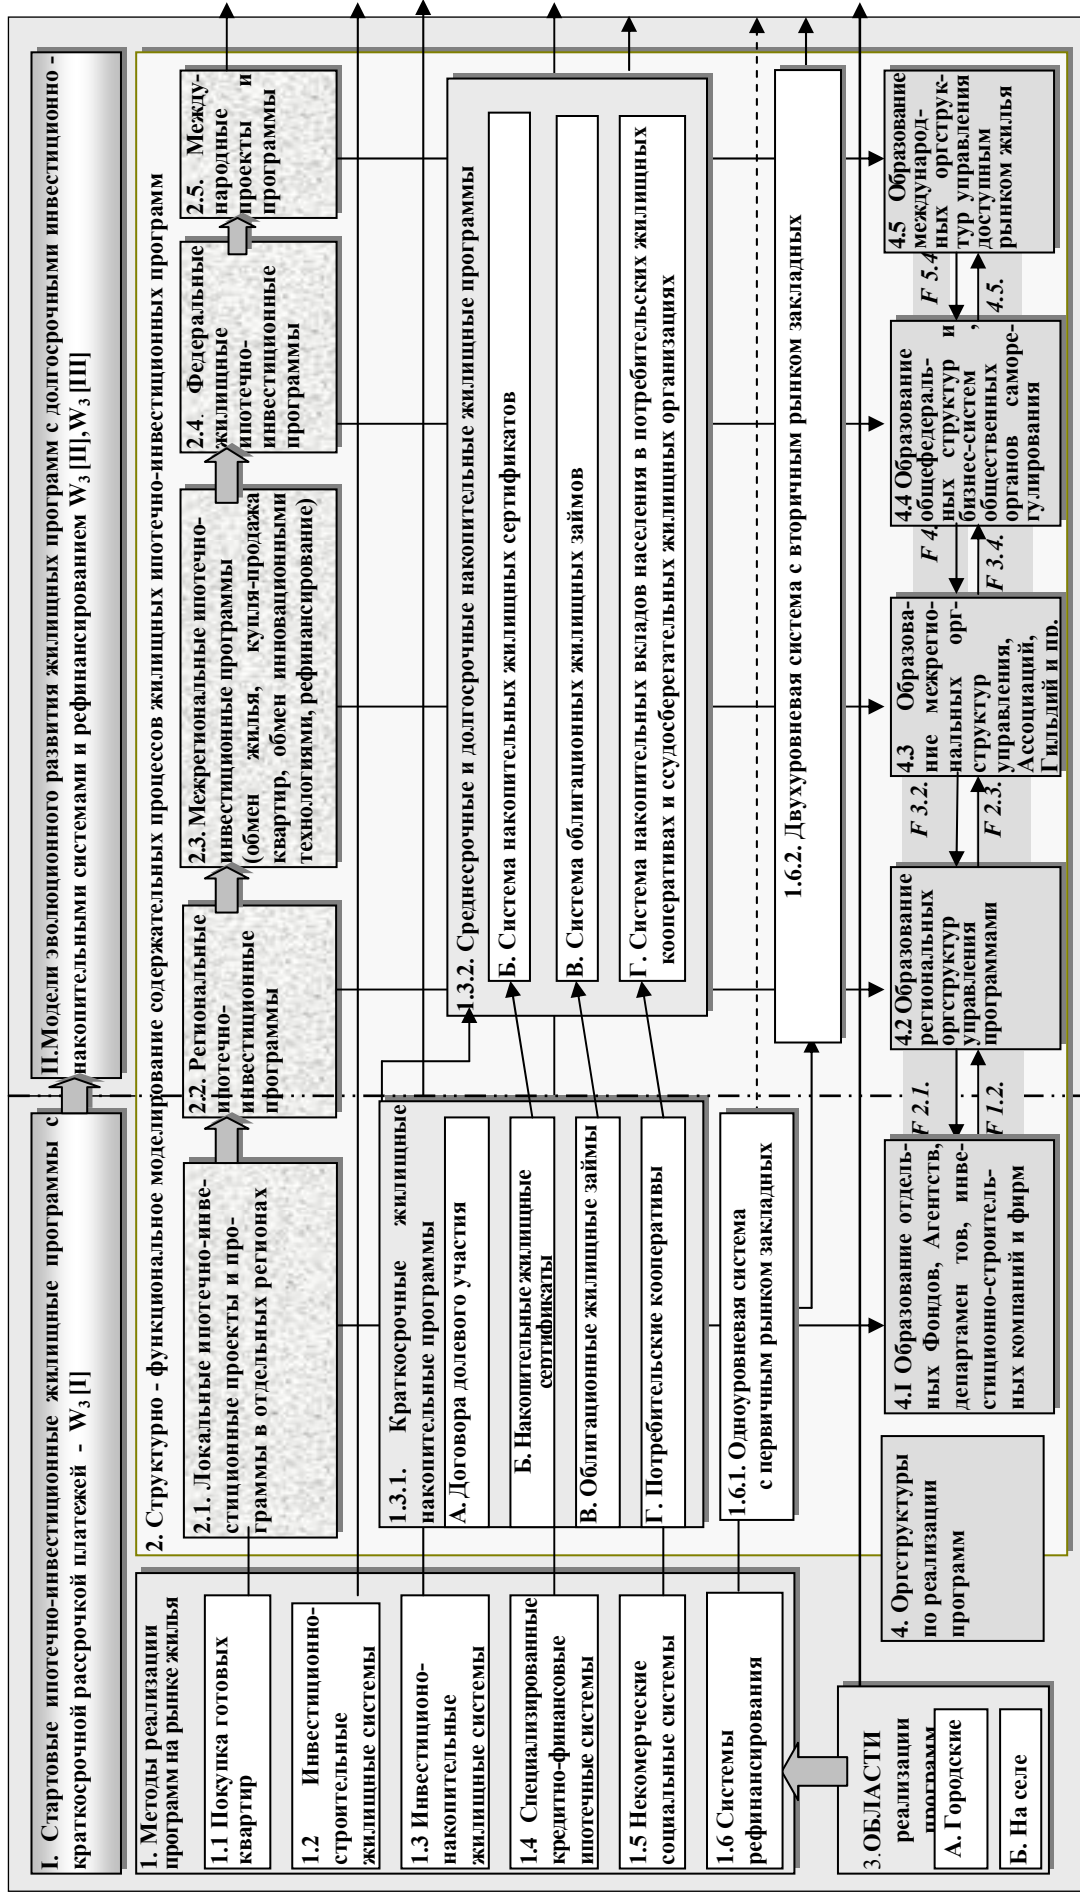 I. Стартовые ипотечно-инвестиционные жилищные программы с
краткосрочной рассрочкой платежей - W3 [I]
II.Модели эволюционного развития жилищных программ с долгосрочными инвестиционно -
накопительными системами и рефинансированием W3 [II],W3 [III]
1. Методы реализации
программ на рынке жилья
1.1 Покупка готовых
квартир
1.2 Инвестиционно-
строительные
жилищные системы
1.3 Инвестиционо-
накопительные
жилищные системы
1.4 Специализированные
кредитно-финансовые
ипотечные системы
1.5 Некомерческие
социальные системы
1.6 Системы
рефинансирования
3.ОБЛАСТИ
реализации
программ
А. Городские
Б. На селе
2. Структурно - функциональное моделирование содержательных процессов жилищных ипотечно-инвестиционных программ
2.1. Локальные ипотечно-инве-
стиционные проекты и про-
граммы в отдельных регионах
2.2. Региональные
ипотечно-
инвестиционные
программы
2.3. Межрегиональные ипотечно-
инвестиционные программы
(обмен жилья, купля-продажа
квартир, обмен инновационными
технологиями, рефинансирование)
2.4. Федеральные
жилищные
ипотечно-
инвестиционные
программы
2.5. Между-
народные
проекты и
программы
1.3.1. Краткосрочные жилищные
накопительные программы
А. Договора долевого участия
Б. Накопительные жилищные
сертификаты
В. Облигационные жилищные займы
Г. Потребительские кооперативы
1.3.2. Среднесрочные и долгосрочные накопительные жилищные программы
Б. Система накопительных жилищных сертификатов
В. Система облигационных жилищных займов
Г. Система накопительных вкладов населения в потребительских жилищных
кооперативах и ссудосберегательных жилищных организациях
1.6.1. Одноуровневая система
с первичным рынком закладных
1.6.2. Двухуровневая система с вторичным рынком закладных
4. Оргструктуры
по реализации
программ
4.I Образование отдель-
ных Фондов, Агентств,
департамен тов, инве-
стиционно-строитель-
ных компаний и фирм
F 2.1.
F 1.2.
4.2 Образование
региональных
оргструктур
управления
программами
F 3.2.
F 2.3.
4.3 Образова-
ние межрегио-
нальных орг-
структур
управления,
Ассоциаций,
Гильдий и пр.
F 4.
F 3.4.
4.4 Образование
общефедераль-
ных структур и
бизнес-систем ,
общественных
органов саморе-
гулирования
F 5.4
4.5.
4.5 Образование
международ-
ных оргструк-
тур управления
доступным
рынком жилья